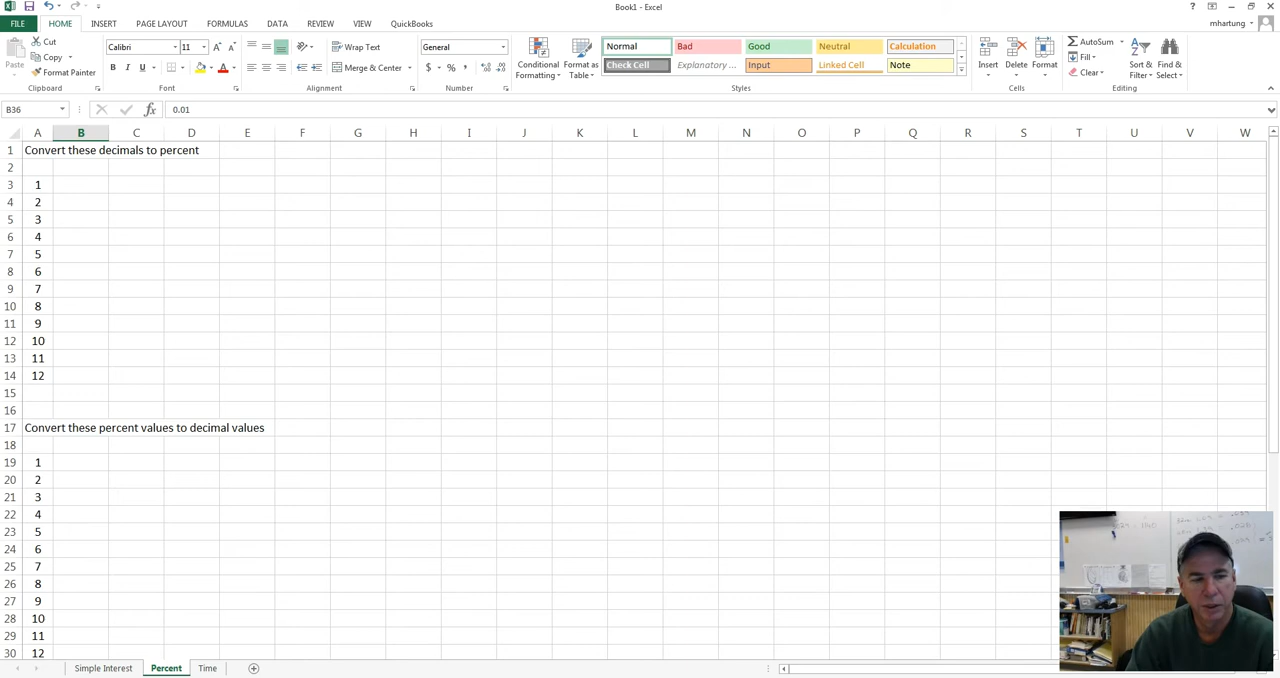 Book1 - Excel
FILE HOME INSERT PAGE LAYOUT FORMULAS DATA REVIEW VIEW QuickBooks
mhartung
Paste
Cut
Copy
Format Painter
Clipboard
Calibri 11
B I U
Font
Wrap Text
Merge & Center
Alignment
General
$ % ,
Number
Conditional Formatting
Format as Table
Normal Bad Good Neutral Calculation
Check Cell Explanatory ... Input Linked Cell Note
Styles
Insert Delete Format
Cells
AutoSum
Fill
Clear
Sort & Filter
Find & Select
Editing
B36 fx 0.01
A B C D E F G H I J K L M N O P Q R S T U V W
1 Convert these decimals to percent
2
3 1
4 2
5 3
6 4
7 5
8 6
9 7
10 8
11 9
12 10
13 11
14 12
15
16
17 Convert these percent values to decimal values
18
19 1
20 2
21 3
22 4
23 5
24 6
25 7
26 8
27 9
28 10
29 11
30 12
Simple Interest Percent Time